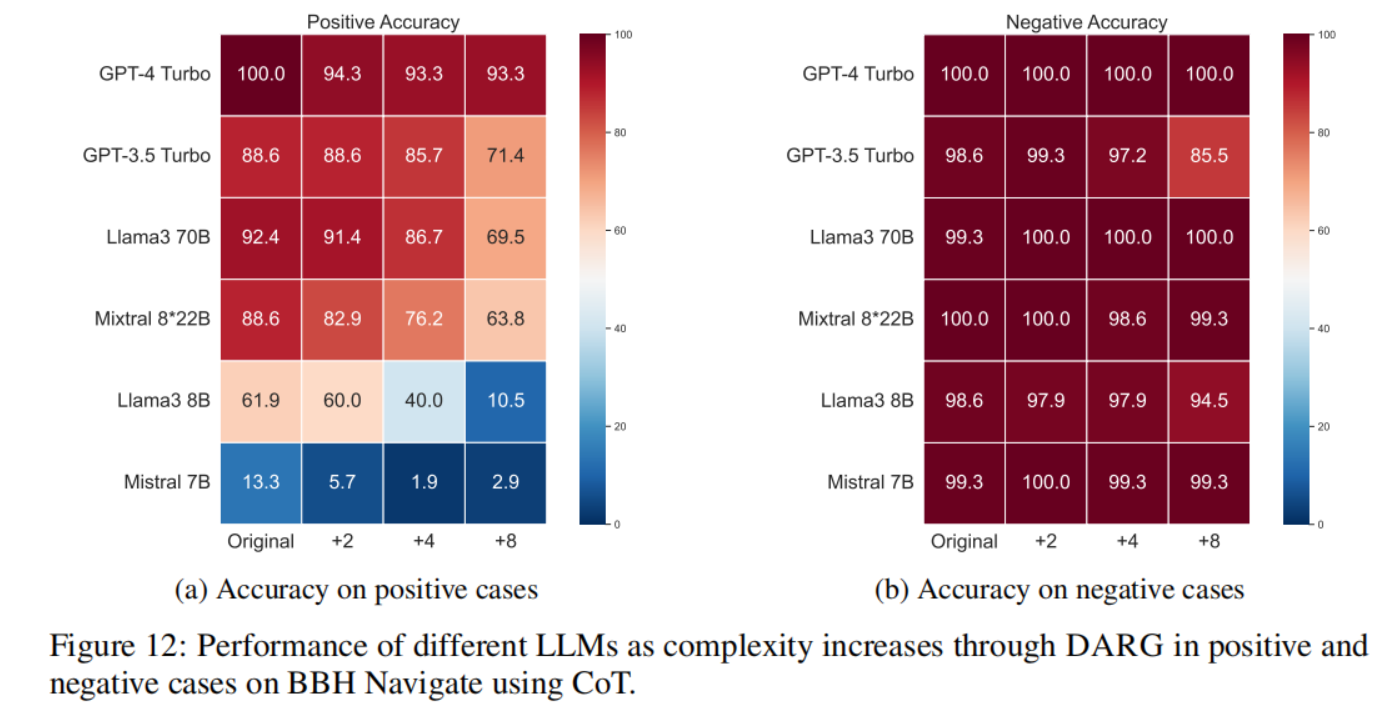 Positive Accuracy
GPT-4 Turbo 100.0 94.3 93.3 93.3
GPT-3.5 Turbo 88.6 88.6 85.7 71.4
Llama3 70B 92.4 91.4 86.7 69.5
Mixtral 8*22B 88.6 82.9 76.2 63.8
Llama3 8B 61.9 60.0 40.0 10.5
Mistral 7B 13.3 5.7 1.9 2.9
Original +2 +4 +8
100
80
60
40
20
0
(a) Accuracy on positive cases
Negative Accuracy
GPT-4 Turbo 100.0 100.0 100.0 100.0
GPT-3.5 Turbo 98.6 99.3 97.2 85.5
Llama3 70B 99.3 100.0 100.0 100.0
Mixtral 8*22B 100.0 100.0 98.6 99.3
Llama3 8B 98.6 97.9 97.9 94.5
Mistral 7B 99.3 100.0 99.3 99.3
Original +2 +4 +8
100
80
60
40
20
0
(b) Accuracy on negative cases
Figure 12: Performance of different LLMs as complexity increases through DARG in positive and
negative cases on BBH Navigate using CoT.